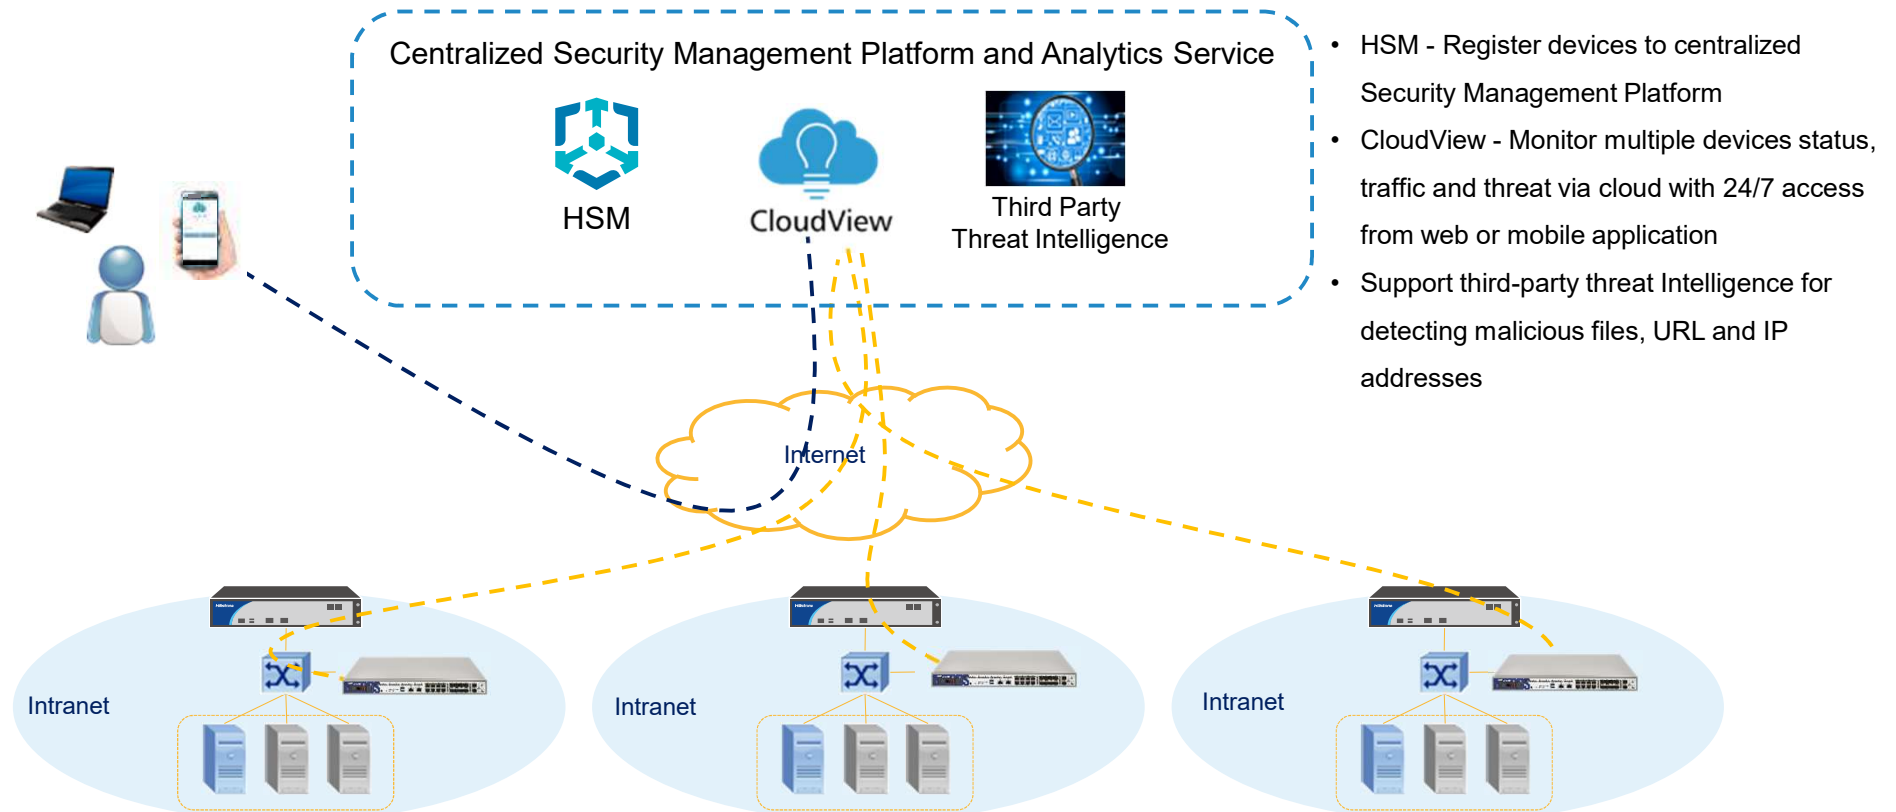 Centralized Security Management Platform and Analytics Service
HSM
CloudView
Third Party
Threat Intelligence
• HSM - Register devices to centralized
Security Management Platform
• CloudView - Monitor multiple devices status,
traffic and threat via cloud with 24/7 access
from web or mobile application
• Support third-party threat Intelligence for
detecting malicious files, URL and IP
addresses
Internet
Hillstone
Hillstone
Hillstone
Intranet
Intranet
Intranet